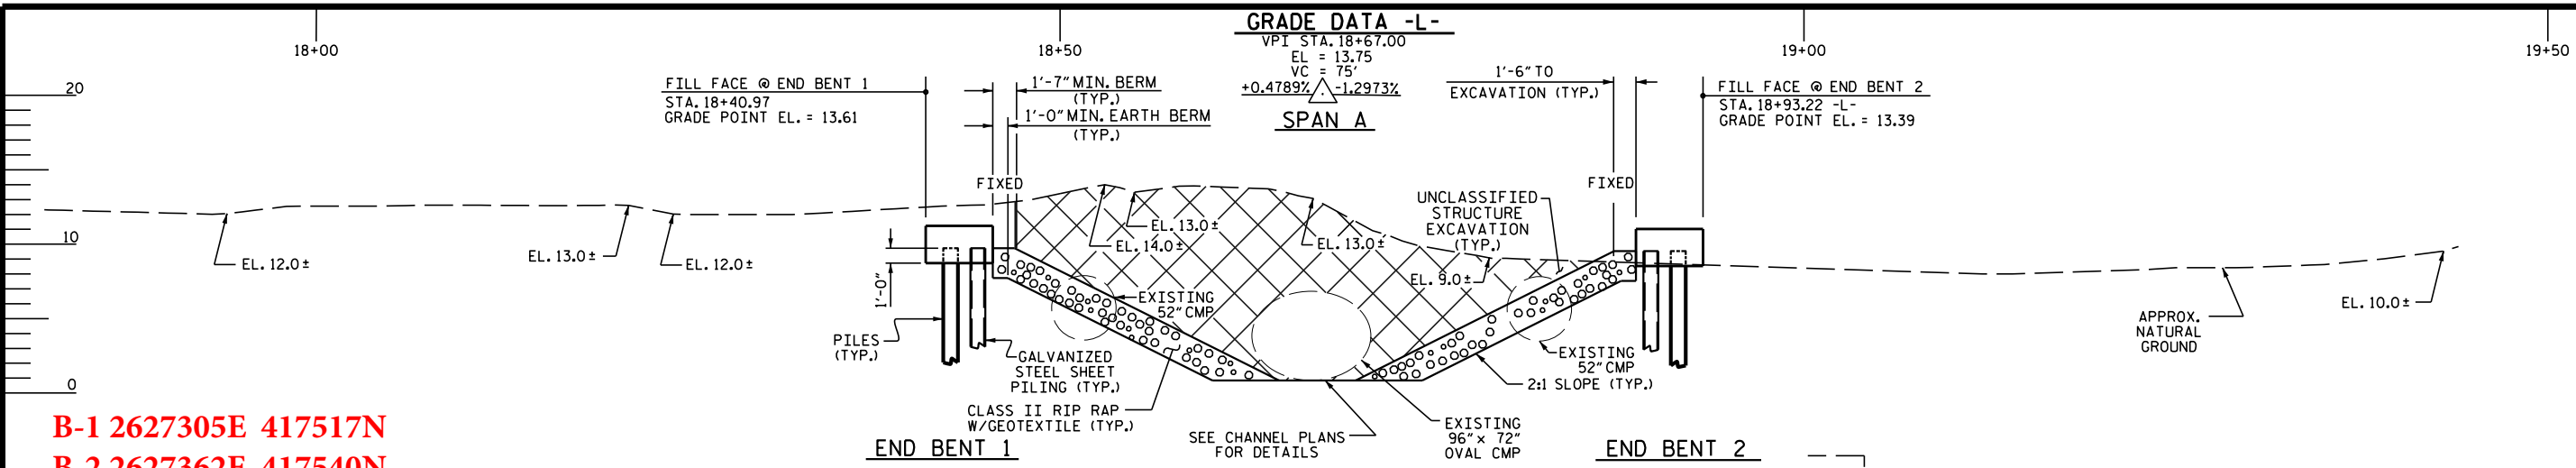 GRADE DATA -L-
VPI STA. 18+67.00
EL = 13.75
VC = 75'
+0.4789% -1.2973%
SPAN A
18+00
18+50
19+00
19+50
20
10
0
FILL FACE @ END BENT 1
STA. 18+40.97
GRADE POINT EL. = 13.61
1'-7" MIN. BERM
(TYP.)
1'-0" MIN. EARTH BERM
(TYP.)
1'-6" TO
EXCAVATION (TYP.)
FILL FACE @ END BENT 2
STA. 18+93.22 -L-
GRADE POINT EL. = 13.39
FIXED
FIXED
UNCLASSIFIED
STRUCTURE
EXCAVATION
(TYP.)
EL. 12.0±
EL. 13.0±
EL. 12.0±
EL. 14.0±
EL. 13.0±
EL. 13.0±
EL. 9.0±
EL. 10.0±
APPROX.
NATURAL
GROUND
1'-0"
PILES
(TYP.)
GALVANIZED
STEEL SHEET
PILING (TYP.)
EXISTING
52" CMP
EXISTING
52" CMP
2:1 SLOPE (TYP.)
CLASS II RIP RAP
W/GEOTEXTILE (TYP.)
SEE CHANNEL PLANS
FOR DETAILS
EXISTING
96" x 72"
OVAL CMP
END BENT 1
END BENT 2
B-1 2627305E 417517N
B-2 2627362E 417540N